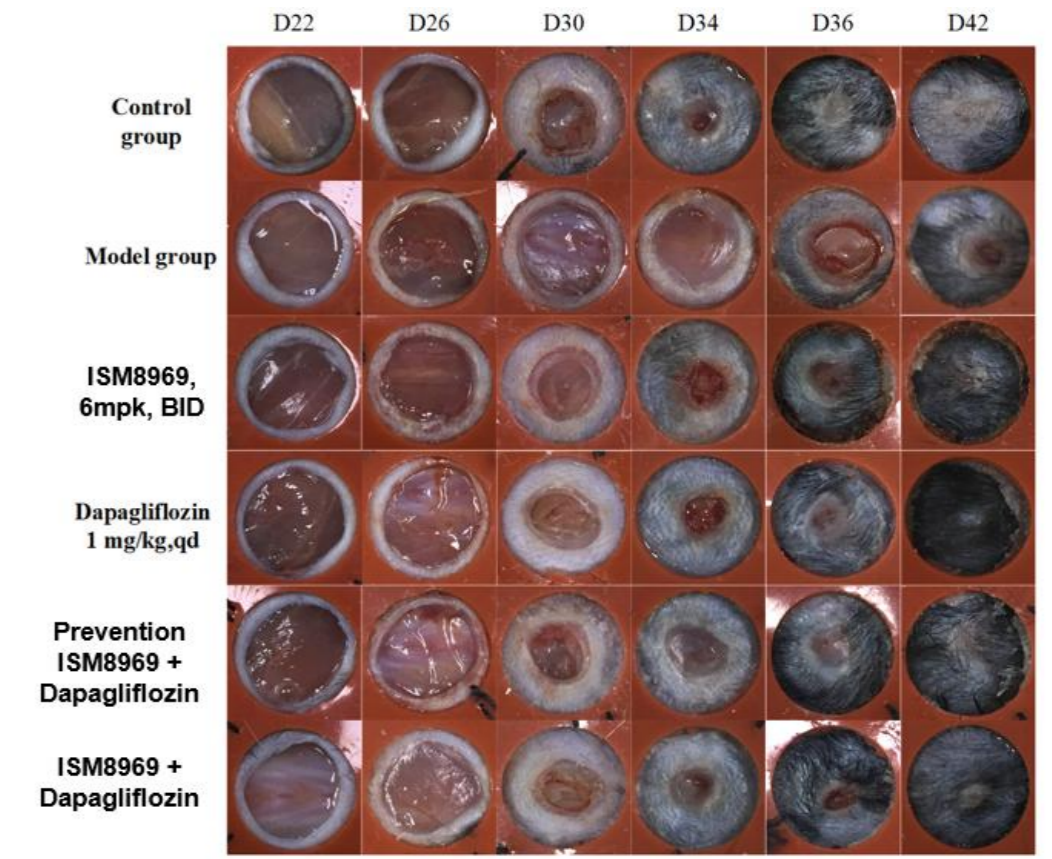 D22 D26 D30 D34 D36 D42
Control
group
Model group
ISM8969,
6mpk, BID
Dapagliflozin
1 mg/kg,qd
Prevention
ISM8969 +
Dapagliflozin
ISM8969 +
Dapagliflozin